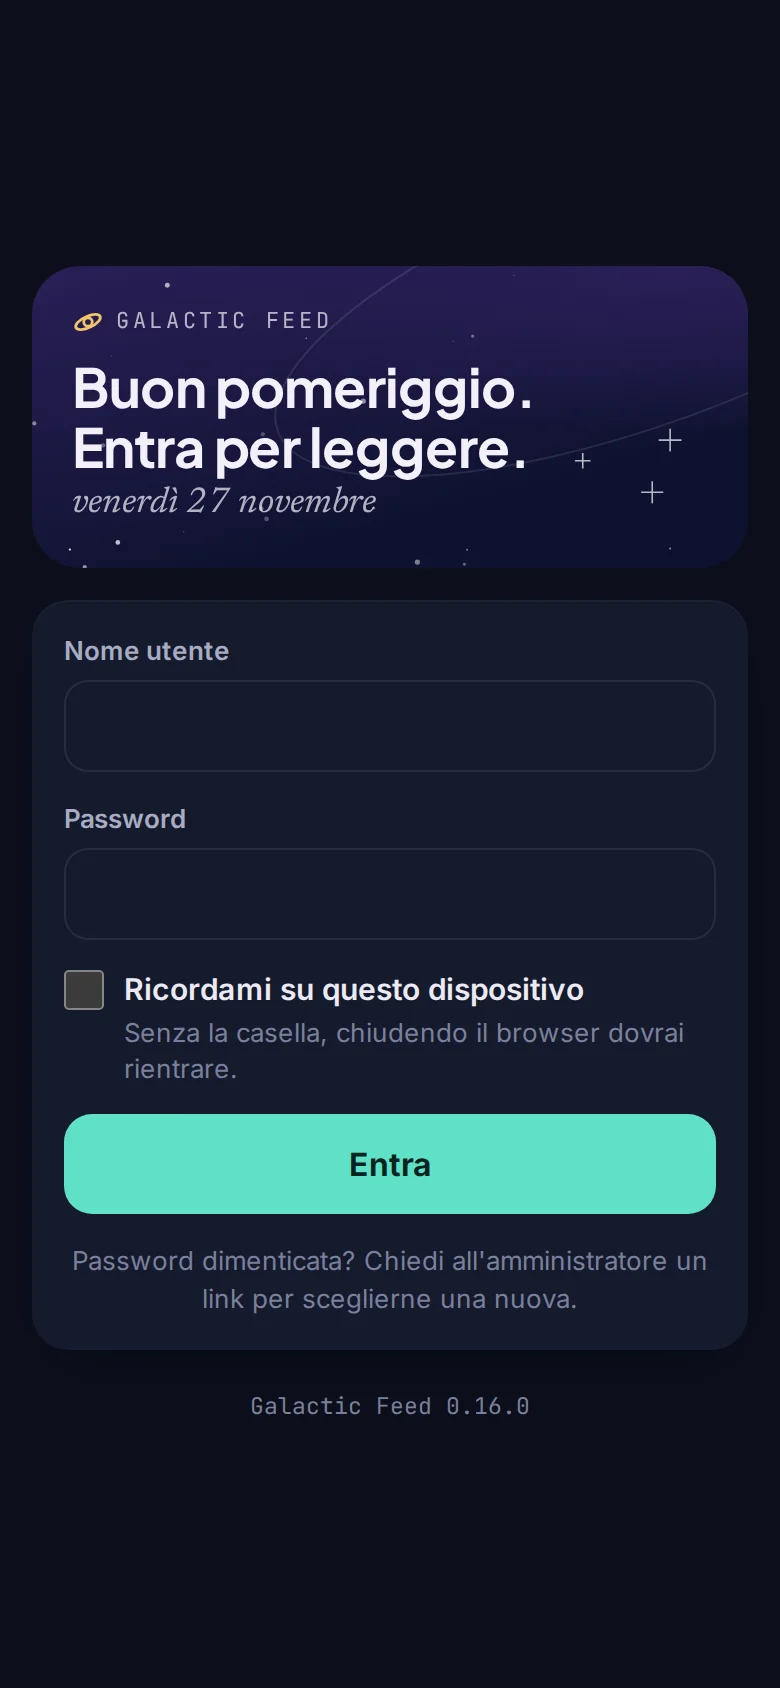 GALACTIC FEED
Buon pomeriggio.
Entra per leggere.
venerdì 27 novembre
Nome utente
Password
Ricordami su questo dispositivo
Senza la casella, chiudendo il browser dovrai
rientrare.
Entra
Password dimenticata? Chiedi all'amministratore un
link per sceglierne una nuova.
Galactic Feed 0.16.0